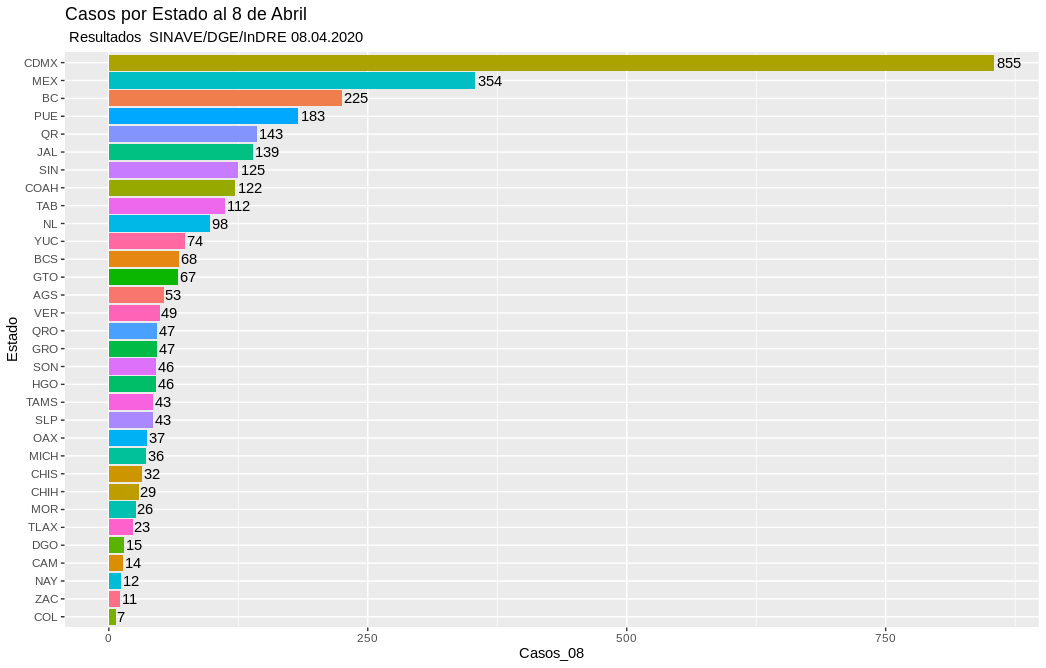 Casos por Estado al 8 de Abril
Resultados  SINAVE/DGE/InDRE 08.04.2020
Estado
CDMX 855
MEX 354
BC 225
PUE 183
QR 143
JAL 139
SIN 125
COAH 122
TAB 112
NL 98
YUC 74
BCS 68
GTO 67
AGS 53
VER 49
QRO 47
GRO 47
SON 46
HGO 46
TAMS 43
SLP 43
OAX 37
MICH 36
CHIS 32
CHIH 29
MOR 26
TLAX 23
DGO 15
CAM 14
NAY 12
ZAC 11
COL 7
0 250 500 750
Casos_08